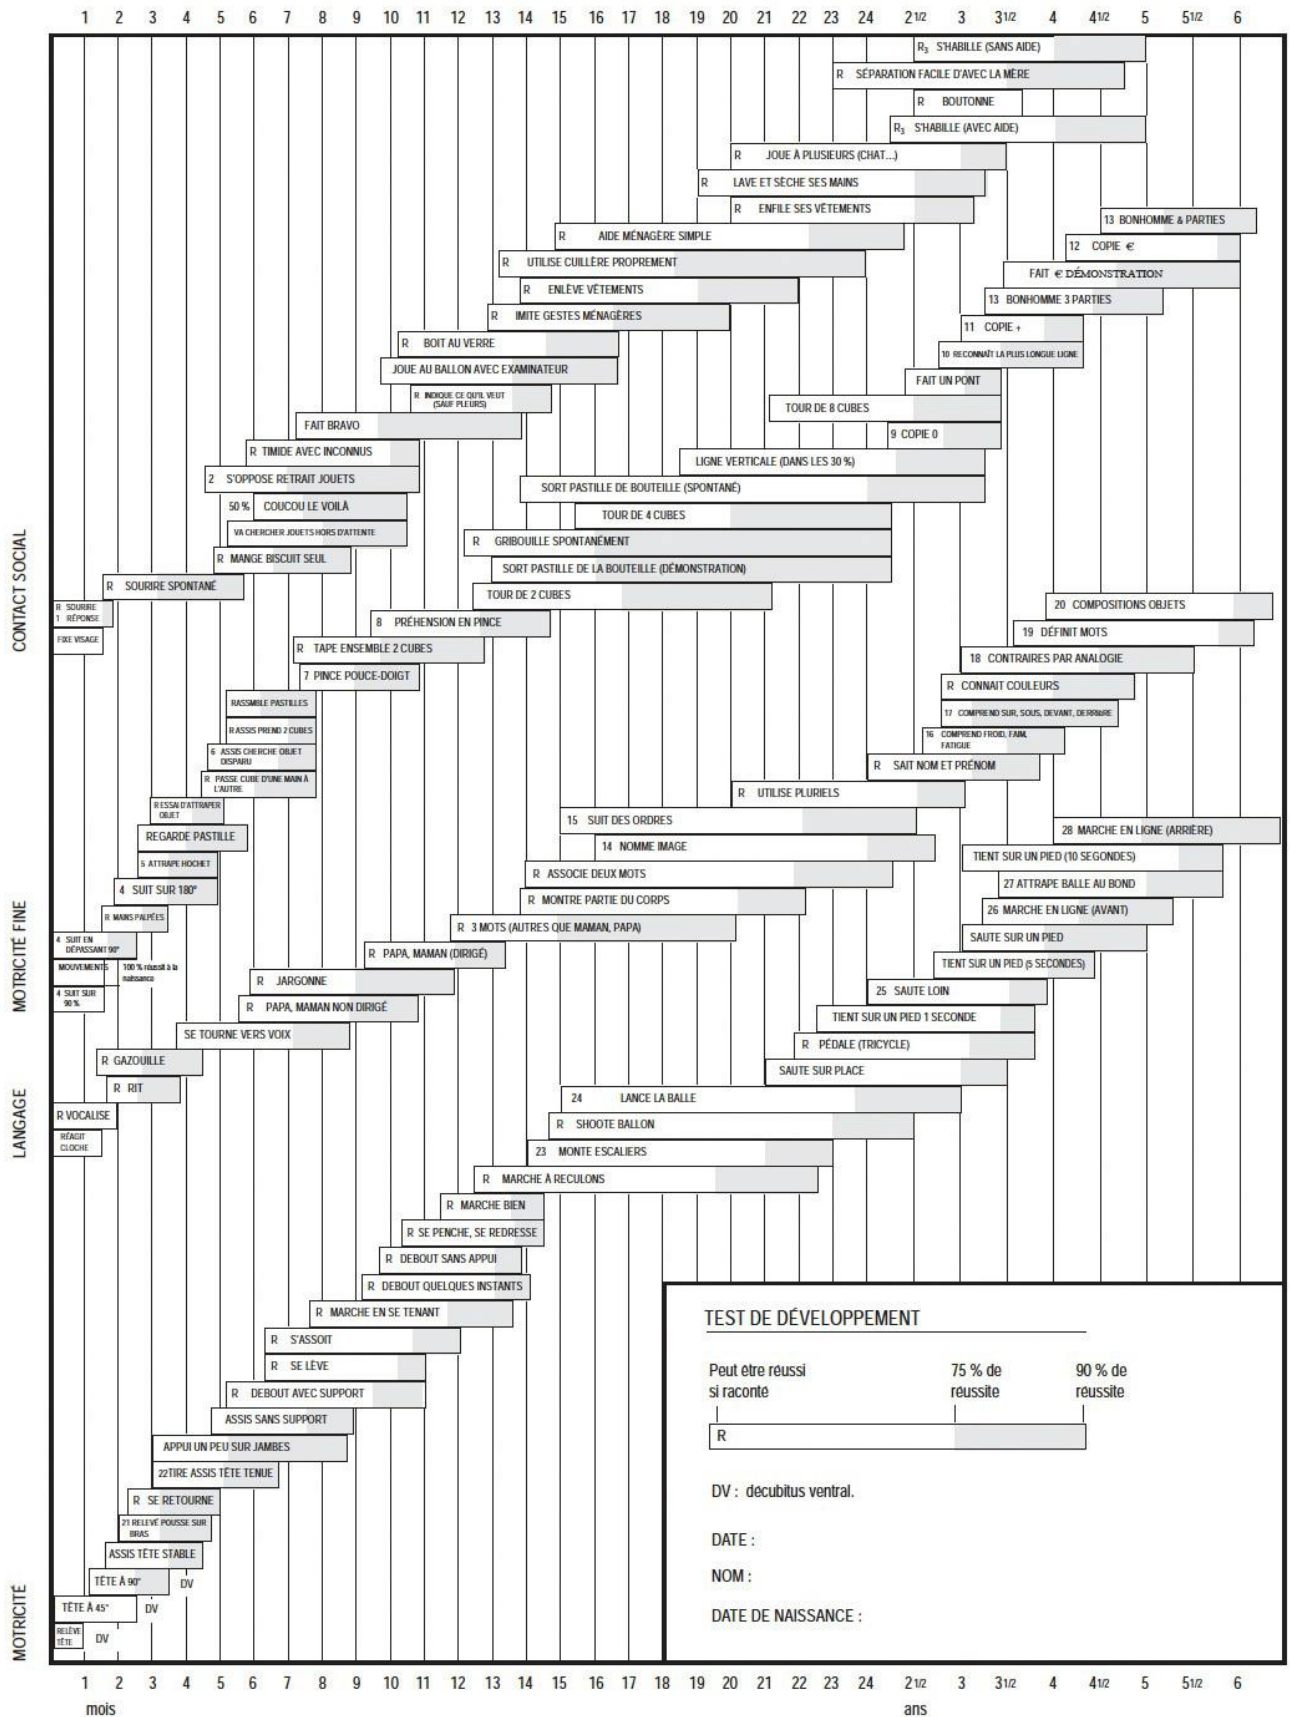 1 2 3 4 5 6 7 8 9 10 11 12 13 14 15 16 17 18 19 20 21 22 23 24 2 1/2 3 3 1/2 4 4 1/2 5 5 1/2 6
R3 S'HABILLE (SANS AIDE)
R SÉPARATION FACILE D'AVEC LA MÈRE
R BOUTONNE
R3 S'HABILLE (AVEC AIDE)
R JOUE À PLUSIEURS (CHAT...)
R LAVE ET SÈCHE SES MAINS
R ENFILE SES VÊTEMENTS
13 BONHOMME & PARTIES
R AIDE MÉNAGÈRE SIMPLE
12 COPIE €
R UTILISE CUILLÈRE PROPREMENT
FAIT € DÉMONSTRATION
R ENLÈVE VÊTEMENTS
13 BONHOMME 3 PARTIES
R IMITE GESTES MÉNAGÈRES
11 COPIE +
R BOIT AU VERRE
10 RECONNAÎT LA PLUS LONGUE LIGNE
JOUE AU BALLON AVEC EXAMINATEUR
FAIT UN PONT
R INDIQUE CE QU'IL VEUT
(SAUF PLEURS)
TOUR DE 8 CUBES
FAIT BRAVO
9 COPIE 0
R TIMIDE AVEC INCONNUS
LIGNE VERTICALE (DANS LES 30 %)
2 S'OPPOSE RETRAIT JOUETS
SORT PASTILLE DE BOUTEILLE (SPONTANÉ)
50 % COUCOU LE VOILÀ
TOUR DE 4 CUBES
VA CHERCHER JOUETS HORS D'ATTENTE
R GRIBOUILLE SPONTANÉMENT
R MANGE BISCUIT SEUL
SORT PASTILLE DE LA BOUTEILLE (DÉMONSTRATION)
CONTACT SOCIAL
R SOURIRE SPONTANÉ
TOUR DE 2 CUBES
R SOURIRE
1 RÉPONSE
20 COMPOSITIONS OBJETS
8 PRÉHENSION EN PINCE
FIXE VISAGE
19 DÉFINIT MOTS
R TAPE ENSEMBLE 2 CUBES
18 CONTRAIRES PAR ANALOGIE
7 PINCE POUCE-DOIGT
R CONNAIT COULEURS
RASSMBLE PASTILLES
17 COMPREND SUR, SOUS, DEVANT, DERRIèRE
R ASSIS PREND 2 CUBES
16 COMPREND FROID, FAIM,
FATIGUE
6 ASSIS CHERCHE OBJET
DISPARU
R SAIT NOM ET PRÉNOM
R PASSE CUBE D'UNE MAIN À
L'AUTRE
R UTILISE PLURIELS
R ESSAI D'ATTRAPER
OBJET
15 SUIT DES ORDRES
28 MARCHE EN LIGNE (ARRIÈRE)
REGARDE PASTILLE
14 NOMME IMAGE
TIENT SUR UN PIED (10 SEGONDES)
5 ATTRAPE HOCHET
R ASSOCIE DEUX MOTS
27 ATTRAPE BALLE AU BOND
4 SUIT SUR 180°
R MONTRE PARTIE DU CORPS
26 MARCHE EN LIGNE (AVANT)
MOTRICITÉ FINE
R MAINS PALPÉES
R 3 MOTS (AUTRES QUE MAMAN, PAPA)
SAUTE SUR UN PIED
4 SUIT EN
DÉPASSANT 90°
R PAPA, MAMAN (DIRIGÉ)
TIENT SUR UN PIED (5 SECONDES)
MOUVEMENTS
100 % réussit à la
naissance
R JARGONNE
25 SAUTE LOIN
4 SUIT SUR
90 %
R PAPA, MAMAN NON DIRIGÉ
TIENT SUR UN PIED 1 SECONDE
SE TOURNE VERS VOIX
R PÉDALE (TRICYCLE)
R GAZOUILLE
SAUTE SUR PLACE
LANGAGE
R RIT
24 LANCE LA BALLE
R VOCALISE
R SHOOTE BALLON
RÉAGIT
CLOCHE
23 MONTE ESCALIERS
R MARCHE À RECULONS
R MARCHE BIEN
R SE PENCHE, SE REDRESSE
R DEBOUT SANS APPUI
R DEBOUT QUELQUES INSTANTS
R MARCHE EN SE TENANT
R S'ASSOIT
R SE LÈVE
R DEBOUT AVEC SUPPORT
ASSIS SANS SUPPORT
APPUI UN PEU SUR JAMBES
22TIRE ASSIS TÊTE TENUE
R SE RETOURNE
21 RELEVÉ POUSSE SUR
BRAS
ASSIS TÊTE STABLE
MOTRICITÉ
TÊTE À 90° DV
TÊTE À 45° DV
RELÈVE
TÊTE
DV
TEST DE DÉVELOPPEMENT
Peut être réussi
si raconté
75 % de
réussite
90 % de
réussite
R
DV : décubitus ventral.
DATE :
NOM :
DATE DE NAISSANCE :
1 2 3 4 5 6 7 8 9 10 11 12 13 14 15 16 17 18 19 20 21 22 23 24 2 1/2 3 3 1/2 4 4 1/2 5 5 1/2 6
mois ans